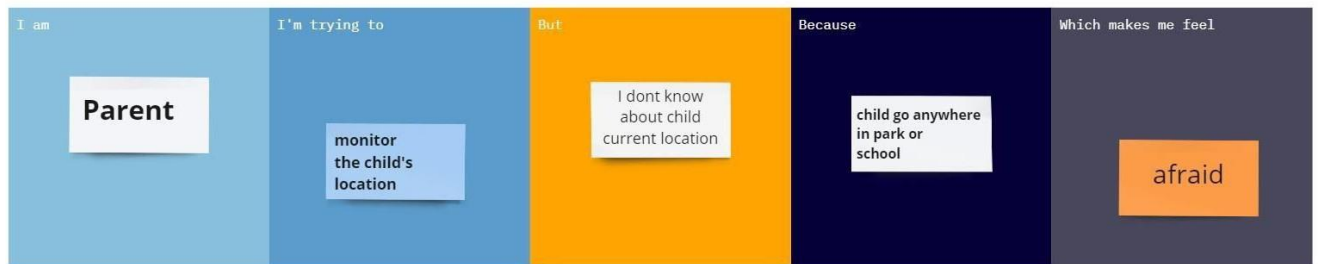 I am
Parent
I'm trying to
monitor
the child's
location
But
I dont know
about child
current location
Because
child go anywhere
in park or
school
Which makes me feel
afraid